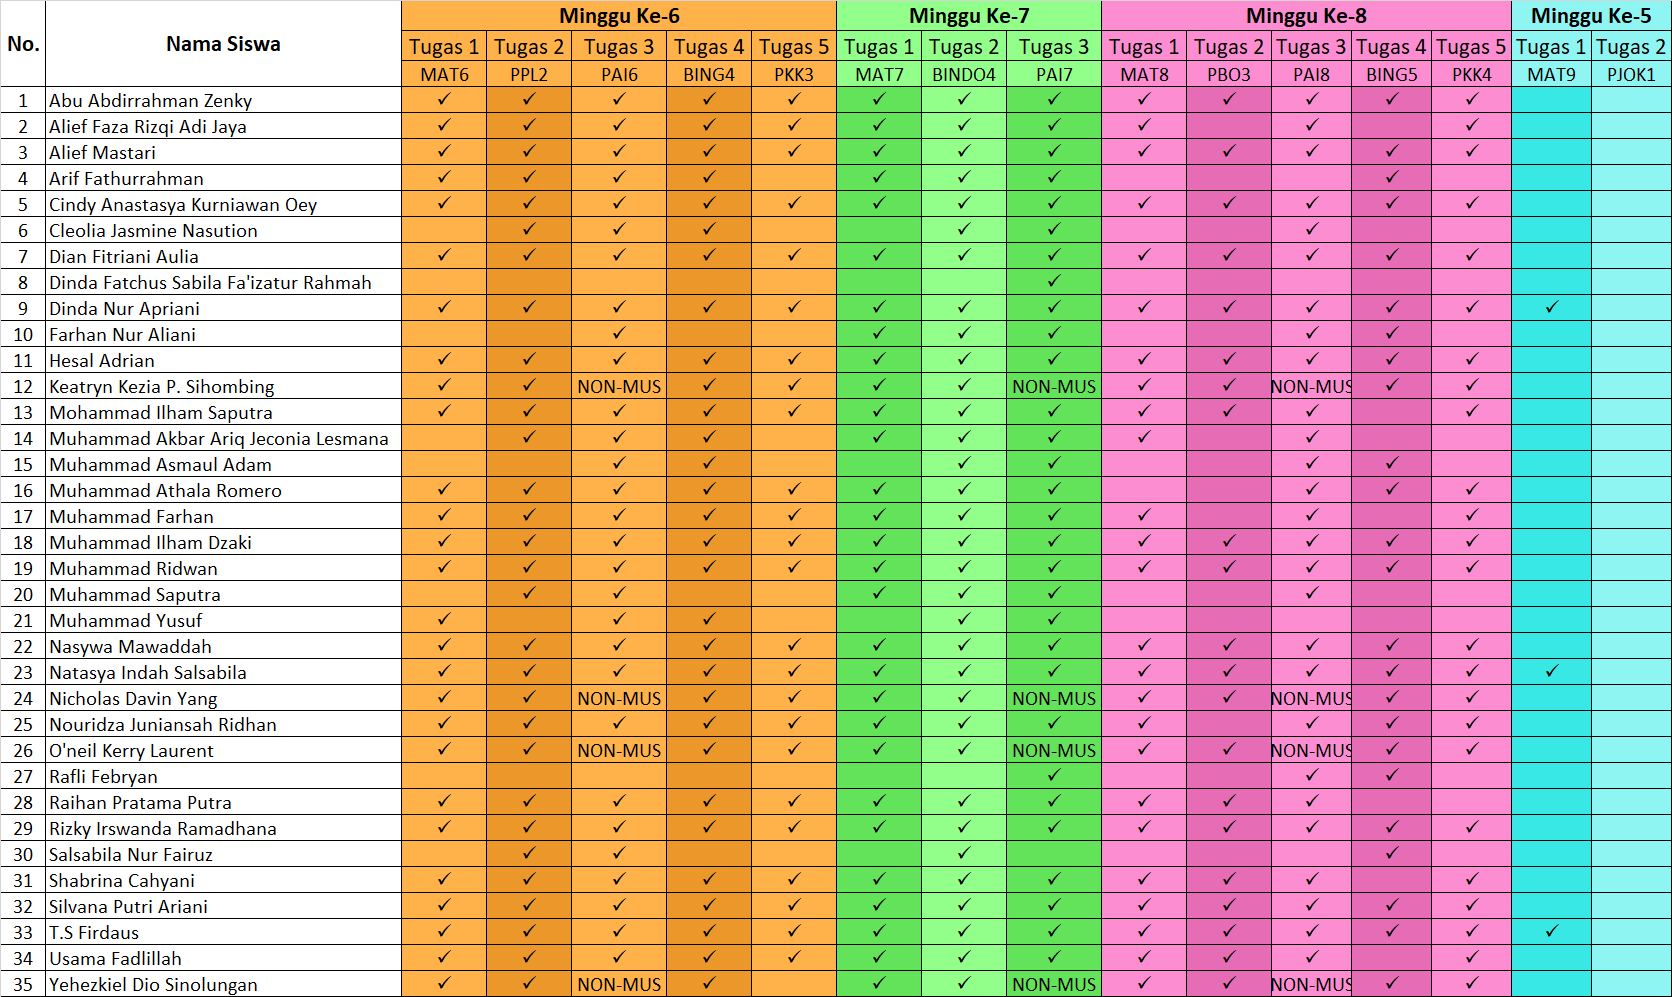 No. Nama Siswa Minggu Ke-6 Minggu Ke-7 Minggu Ke-8 Minggu Ke-5
Tugas 1 Tugas 2 Tugas 3 Tugas 4 Tugas 5 Tugas 1 Tugas 2 Tugas 3 Tugas 1 Tugas 2 Tugas 3 Tugas 4 Tugas 5 Tugas 1 Tugas 2
MAT6 PPL2 PAI6 BING4 PKK3 MAT7 BINDO4 PAI7 MAT8 PBO3 PAI8 BING5 PKK4 MAT9 PJOK1
1 Abu Abdirrahman Zenky ✓ ✓ ✓ ✓ ✓ ✓ ✓ ✓ ✓ ✓ ✓ ✓ ✓
2 Alief Faza Rizqi Adi Jaya ✓ ✓ ✓ ✓ ✓ ✓ ✓ ✓ ✓ ✓ ✓
3 Alief Mastari ✓ ✓ ✓ ✓ ✓ ✓ ✓ ✓ ✓ ✓ ✓ ✓ ✓
4 Arif Fathurrahman ✓ ✓ ✓ ✓ ✓ ✓ ✓ ✓
5 Cindy Anastasya Kurniawan Oey ✓ ✓ ✓ ✓ ✓ ✓ ✓ ✓ ✓ ✓ ✓ ✓ ✓
6 Cleolia Jasmine Nasution ✓ ✓ ✓ ✓ ✓ ✓
7 Dian Fitriani Aulia ✓ ✓ ✓ ✓ ✓ ✓ ✓ ✓ ✓ ✓ ✓ ✓ ✓
8 Dinda Fatchus Sabila Fa'izatur Rahmah ✓
9 Dinda Nur Apriani ✓ ✓ ✓ ✓ ✓ ✓ ✓ ✓ ✓ ✓ ✓ ✓ ✓ ✓
10 Farhan Nur Aliani ✓ ✓ ✓ ✓ ✓ ✓
11 Hesal Adrian ✓ ✓ ✓ ✓ ✓ ✓ ✓ ✓ ✓ ✓ ✓ ✓ ✓
12 Keatryn Kezia P. Sihombing ✓ ✓ NON-MUS ✓ ✓ ✓ ✓ NON-MUS ✓ ✓ NON-MUS ✓ ✓
13 Mohammad Ilham Saputra ✓ ✓ ✓ ✓ ✓ ✓ ✓ ✓ ✓ ✓ ✓ ✓
14 Muhammad Akbar Ariq Jeconia Lesmana ✓ ✓ ✓ ✓ ✓ ✓ ✓ ✓
15 Muhammad Asmaul Adam ✓ ✓ ✓ ✓ ✓ ✓
16 Muhammad Athala Romero ✓ ✓ ✓ ✓ ✓ ✓ ✓ ✓ ✓ ✓ ✓
17 Muhammad Farhan ✓ ✓ ✓ ✓ ✓ ✓ ✓ ✓ ✓ ✓ ✓
18 Muhammad Ilham Dzaki ✓ ✓ ✓ ✓ ✓ ✓ ✓ ✓ ✓ ✓ ✓ ✓ ✓
19 Muhammad Ridwan ✓ ✓ ✓ ✓ ✓ ✓ ✓ ✓ ✓ ✓ ✓ ✓ ✓
20 Muhammad Saputra ✓ ✓ ✓ ✓ ✓ ✓
21 Muhammad Yusuf ✓ ✓ ✓ ✓ ✓
22 Nasywa Mawaddah ✓ ✓ ✓ ✓ ✓ ✓ ✓ ✓ ✓ ✓ ✓ ✓ ✓
23 Natasya Indah Salsabila ✓ ✓ ✓ ✓ ✓ ✓ ✓ ✓ ✓ ✓ ✓ ✓ ✓ ✓
24 Nicholas Davin Yang ✓ ✓ NON-MUS ✓ ✓ ✓ ✓ NON-MUS ✓ ✓ NON-MUS ✓ ✓
25 Nouridza Juniansah Ridhan ✓ ✓ ✓ ✓ ✓ ✓ ✓ ✓ ✓ ✓ ✓ ✓
26 O'neil Kerry Laurent ✓ ✓ NON-MUS ✓ ✓ ✓ ✓ NON-MUS ✓ ✓ NON-MUS ✓ ✓
27 Rafli Febryan ✓ ✓ ✓
28 Raihan Pratama Putra ✓ ✓ ✓ ✓ ✓ ✓ ✓ ✓ ✓ ✓ ✓
29 Rizky Irswanda Ramadhana ✓ ✓ ✓ ✓ ✓ ✓ ✓ ✓ ✓ ✓ ✓ ✓ ✓
30 Salsabila Nur Fairuz ✓ ✓ ✓ ✓
31 Shabrina Cahyani ✓ ✓ ✓ ✓ ✓ ✓ ✓ ✓ ✓ ✓ ✓ ✓
32 Silvana Putri Ariani ✓ ✓ ✓ ✓ ✓ ✓ ✓ ✓ ✓ ✓ ✓ ✓ ✓
33 T.S Firdaus ✓ ✓ ✓ ✓ ✓ ✓ ✓ ✓ ✓ ✓ ✓ ✓ ✓ ✓
34 Usama Fadlillah ✓ ✓ ✓ ✓ ✓ ✓ ✓ ✓ ✓ ✓ ✓ ✓
35 Yehezkiel Dio Sinolungan ✓ ✓ NON-MUS ✓ ✓ ✓ NON-MUS ✓ ✓ NON-MUS ✓ ✓